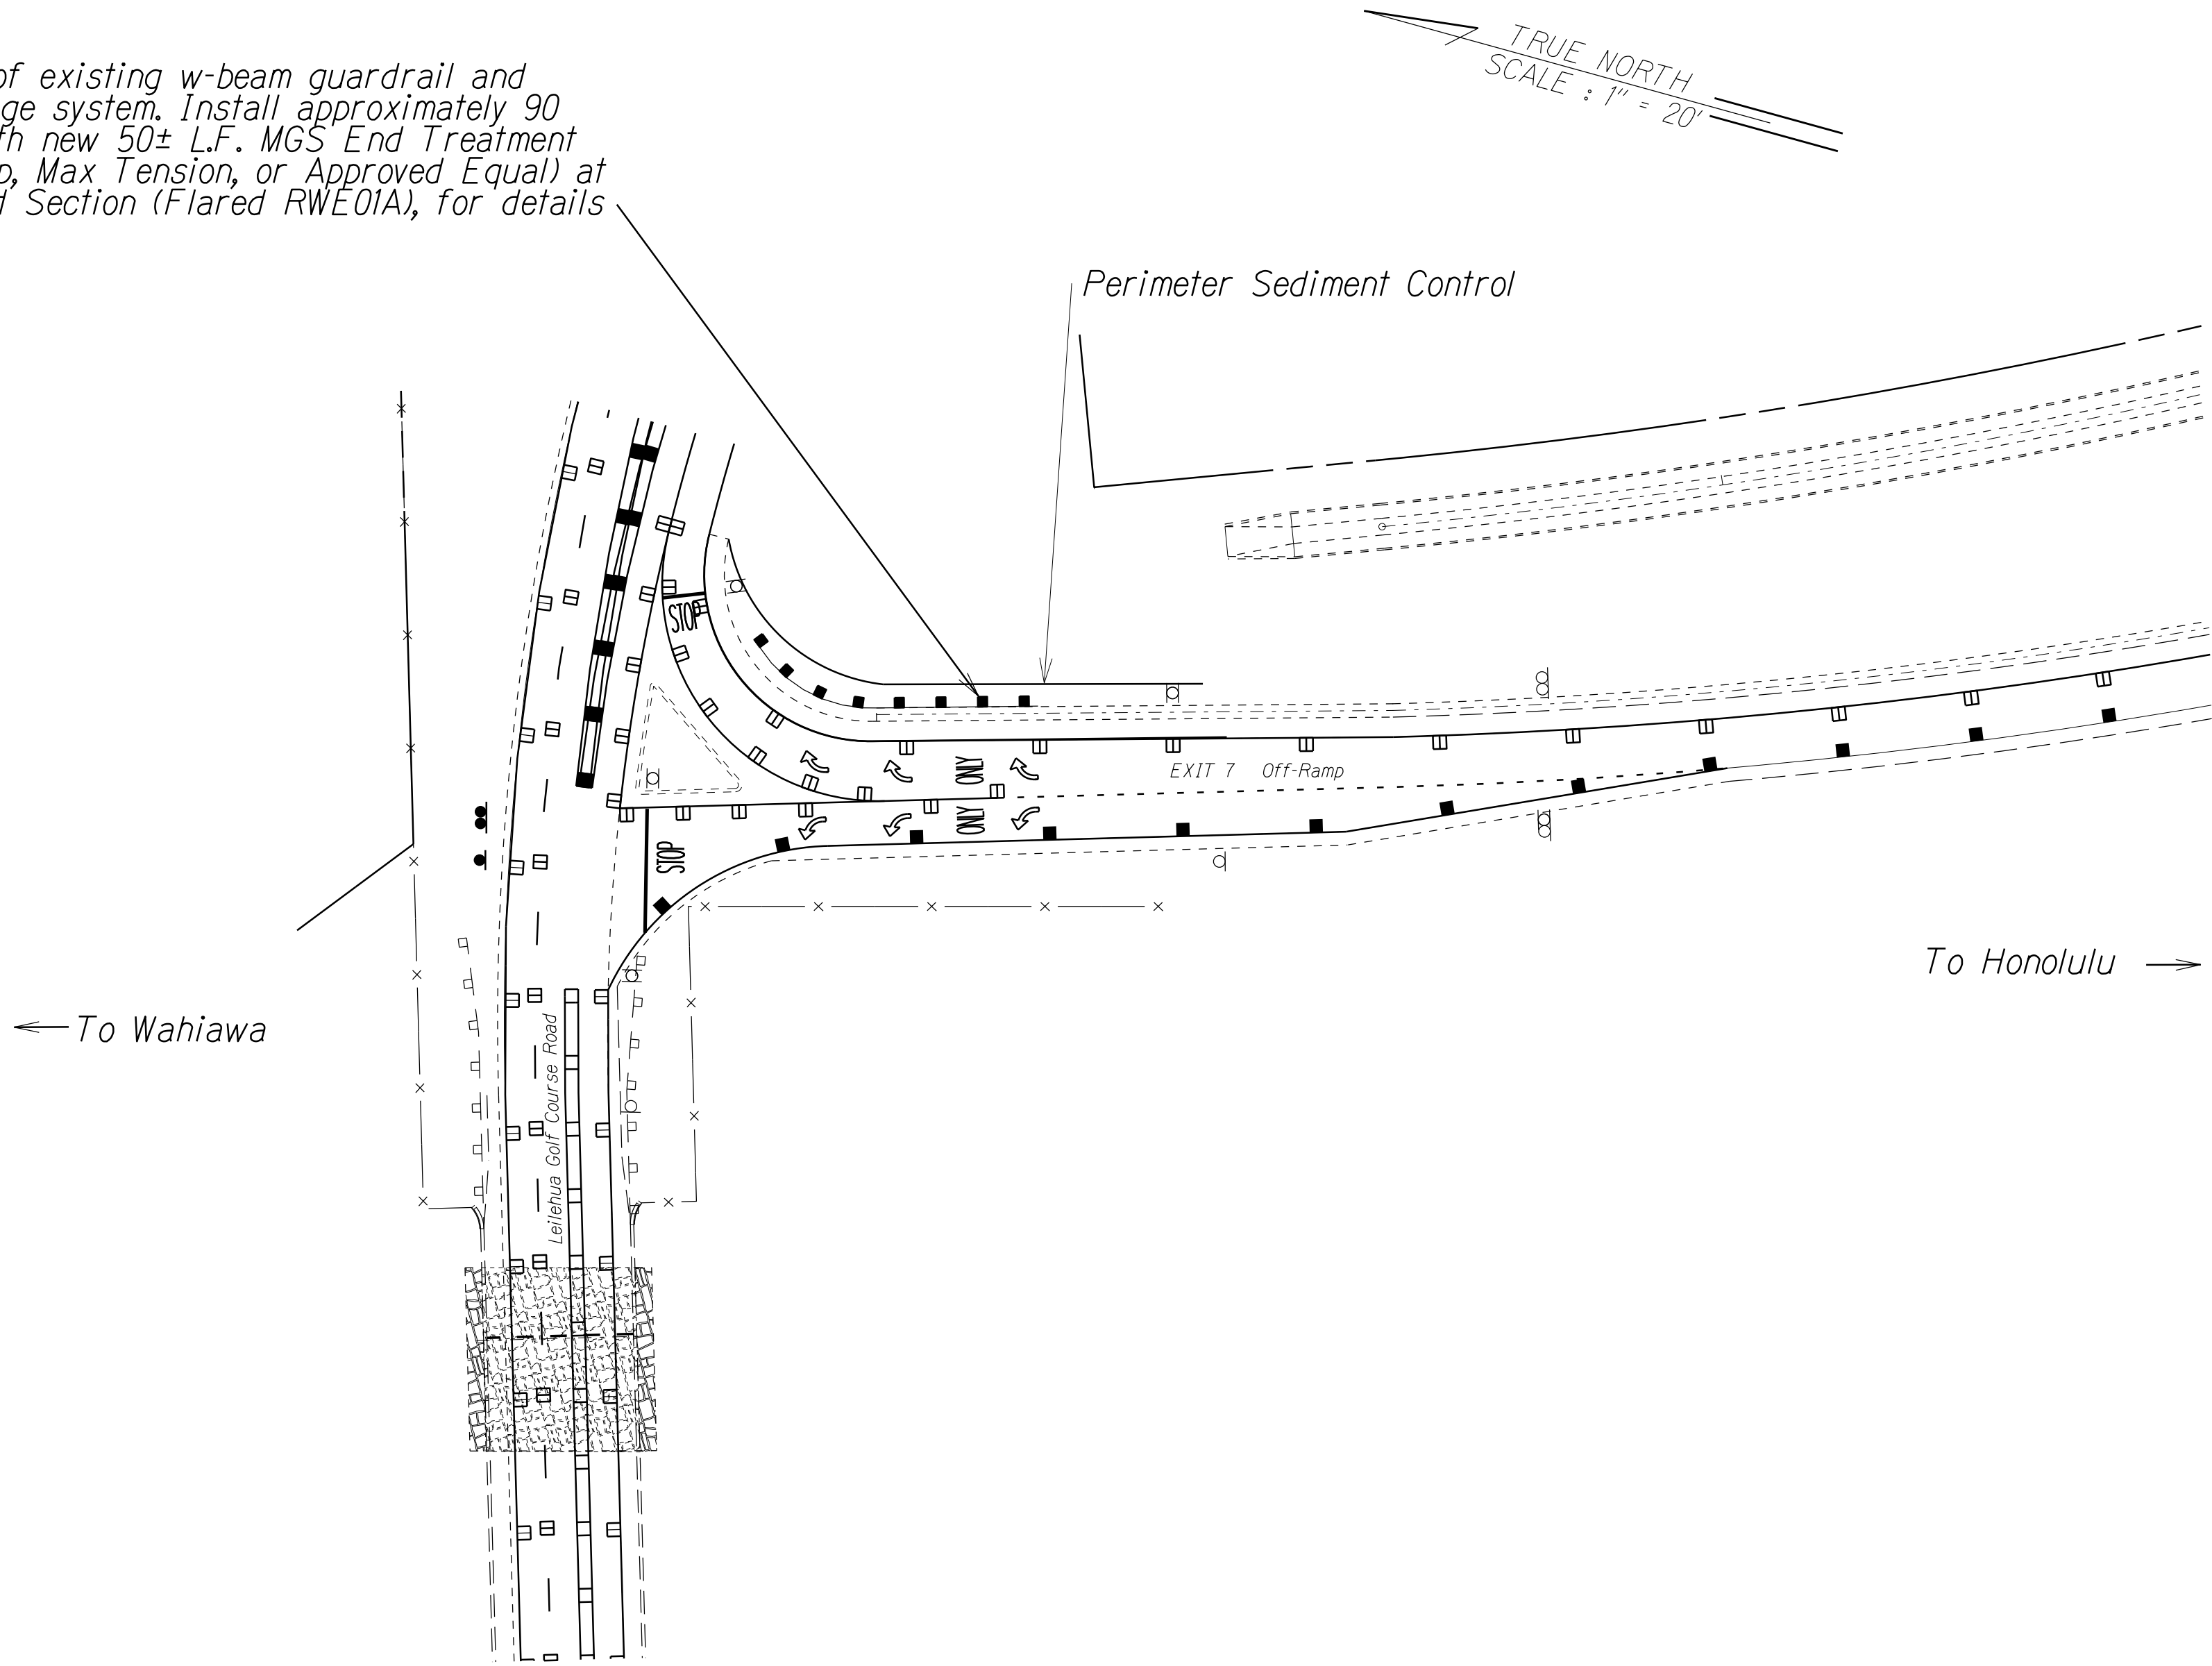 of existing w-beam guardrail and
ge system. Install approximately 90
th new 50± L.F. MGS End Treatment
Max Tension, or Approved Equal) at
Section (Flared RWE01A), for details
TRUE NORTH
SCALE : 1" = 20'
Perimeter Sediment Control
STOP
EXIT 7 Off-Ramp
ONLY
ONLY
STOP
To Honolulu
To Wahiawa
Leilehua Golf Course Road